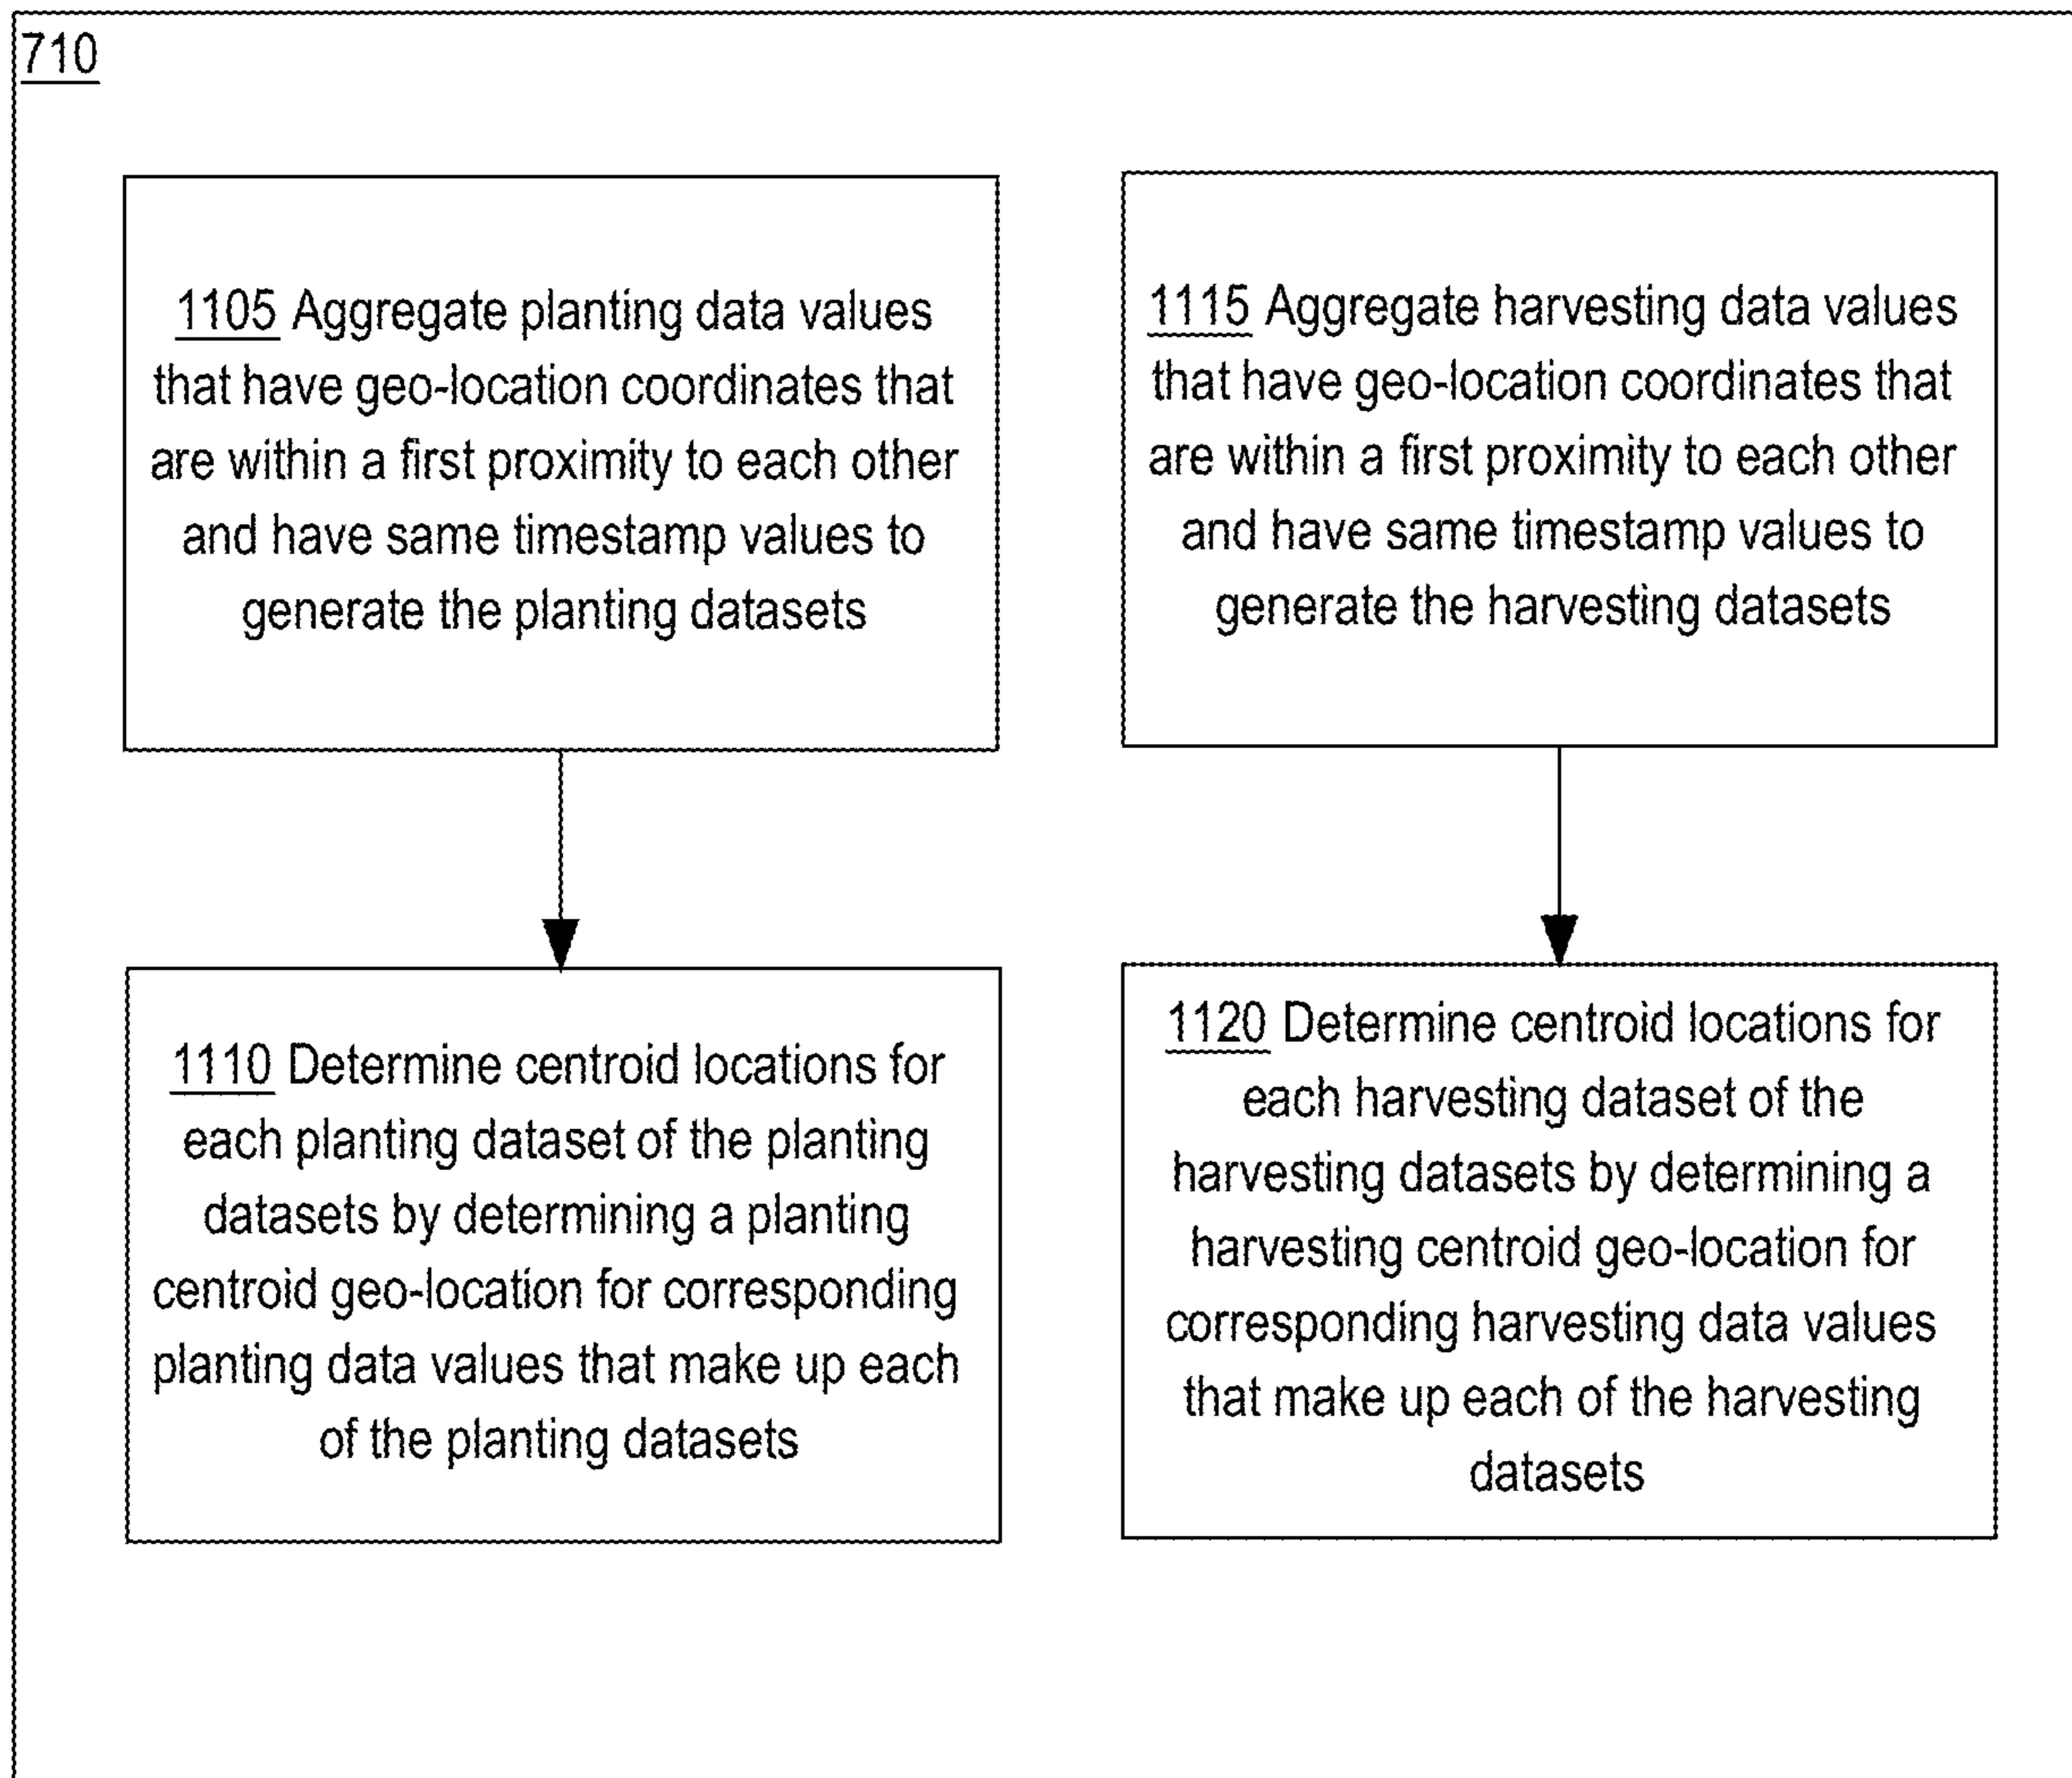 710
1105 Aggregate planting data values
that have geo-location coordinates that
are within a first proximity to each other
and have same timestamp values to
generate the planting datasets
1110 Determine centroid locations for
each planting dataset of the planting
datasets by determining a planting
centroid geo-location for corresponding
planting data values that make up each
of the planting datasets
1115 Aggregate harvesting data values
that have geo-location coordinates that
are within a first proximity to each other
and have same timestamp values to
generate the harvesting datasets
1120 Determine centroid locations for
each harvesting dataset of the
harvesting datasets by determining a
harvesting centroid geo-location for
corresponding harvesting data values
that make up each of the harvesting
datasets